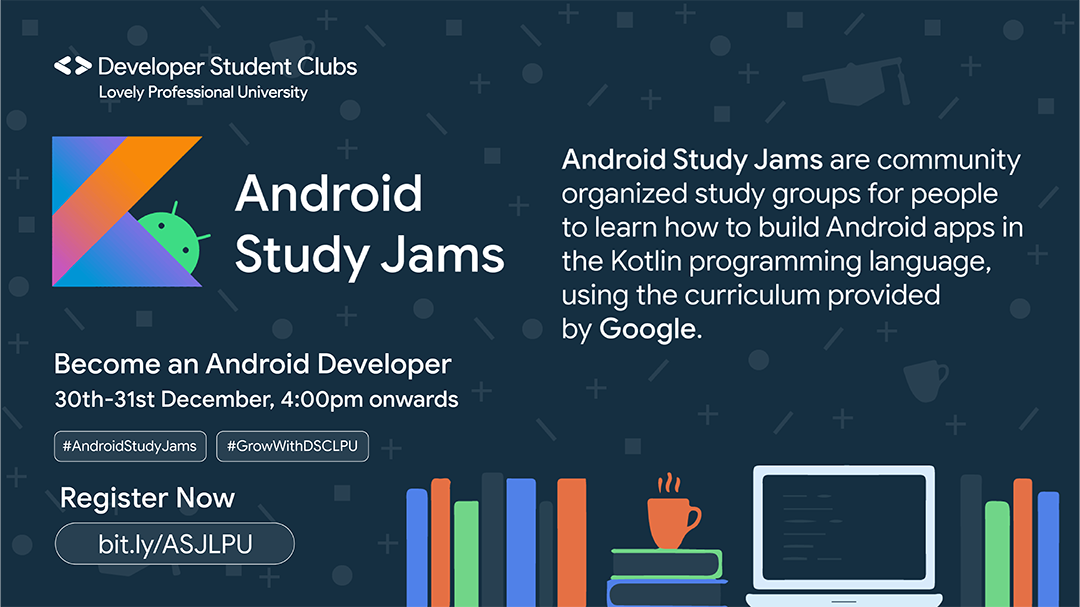 Developer Student Clubs
Lovely Professional University
Android
Study Jams
Android Study Jams are community
organized study groups for people
to learn how to build Android apps in
the Kotlin programming language,
using the curriculum provided
by Google.
Become an Android Developer
30th-31st December, 4:00pm onwards
#AndroidStudyJams
#GrowWithDSCLPU
Register Now
bit.ly/ASJLPU